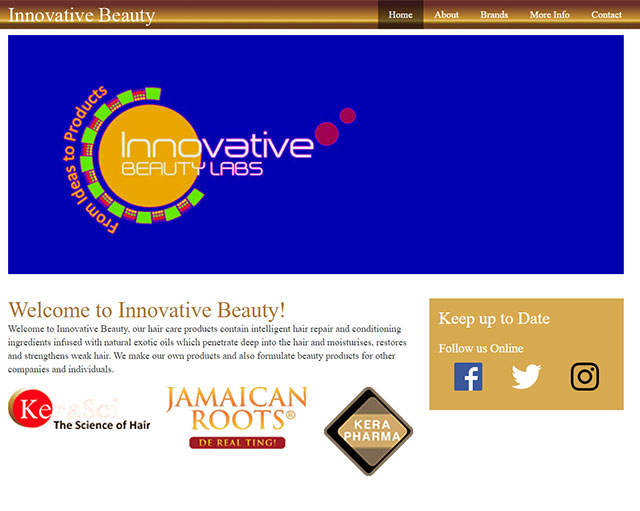 Innovative Beauty
Home About Brands More Info Contact
From Ideas to Products
Innovative
BEAUTY LABS
Welcome to Innovative Beauty!
Welcome to Innovative Beauty, our hair care products contain intelligent hair repair and conditioning
ingredients infused with natural exotic oils which penetrate deep into the hair and moisturises, restores
and strengthens weak hair. We make our own products and also formulate beauty products for other
companies and individuals.
KeraSci
The Science of Hair
JAMAICAN
ROOTS®
DE REAL TING!
KERA
PHARMA
Keep up to Date
Follow us Online